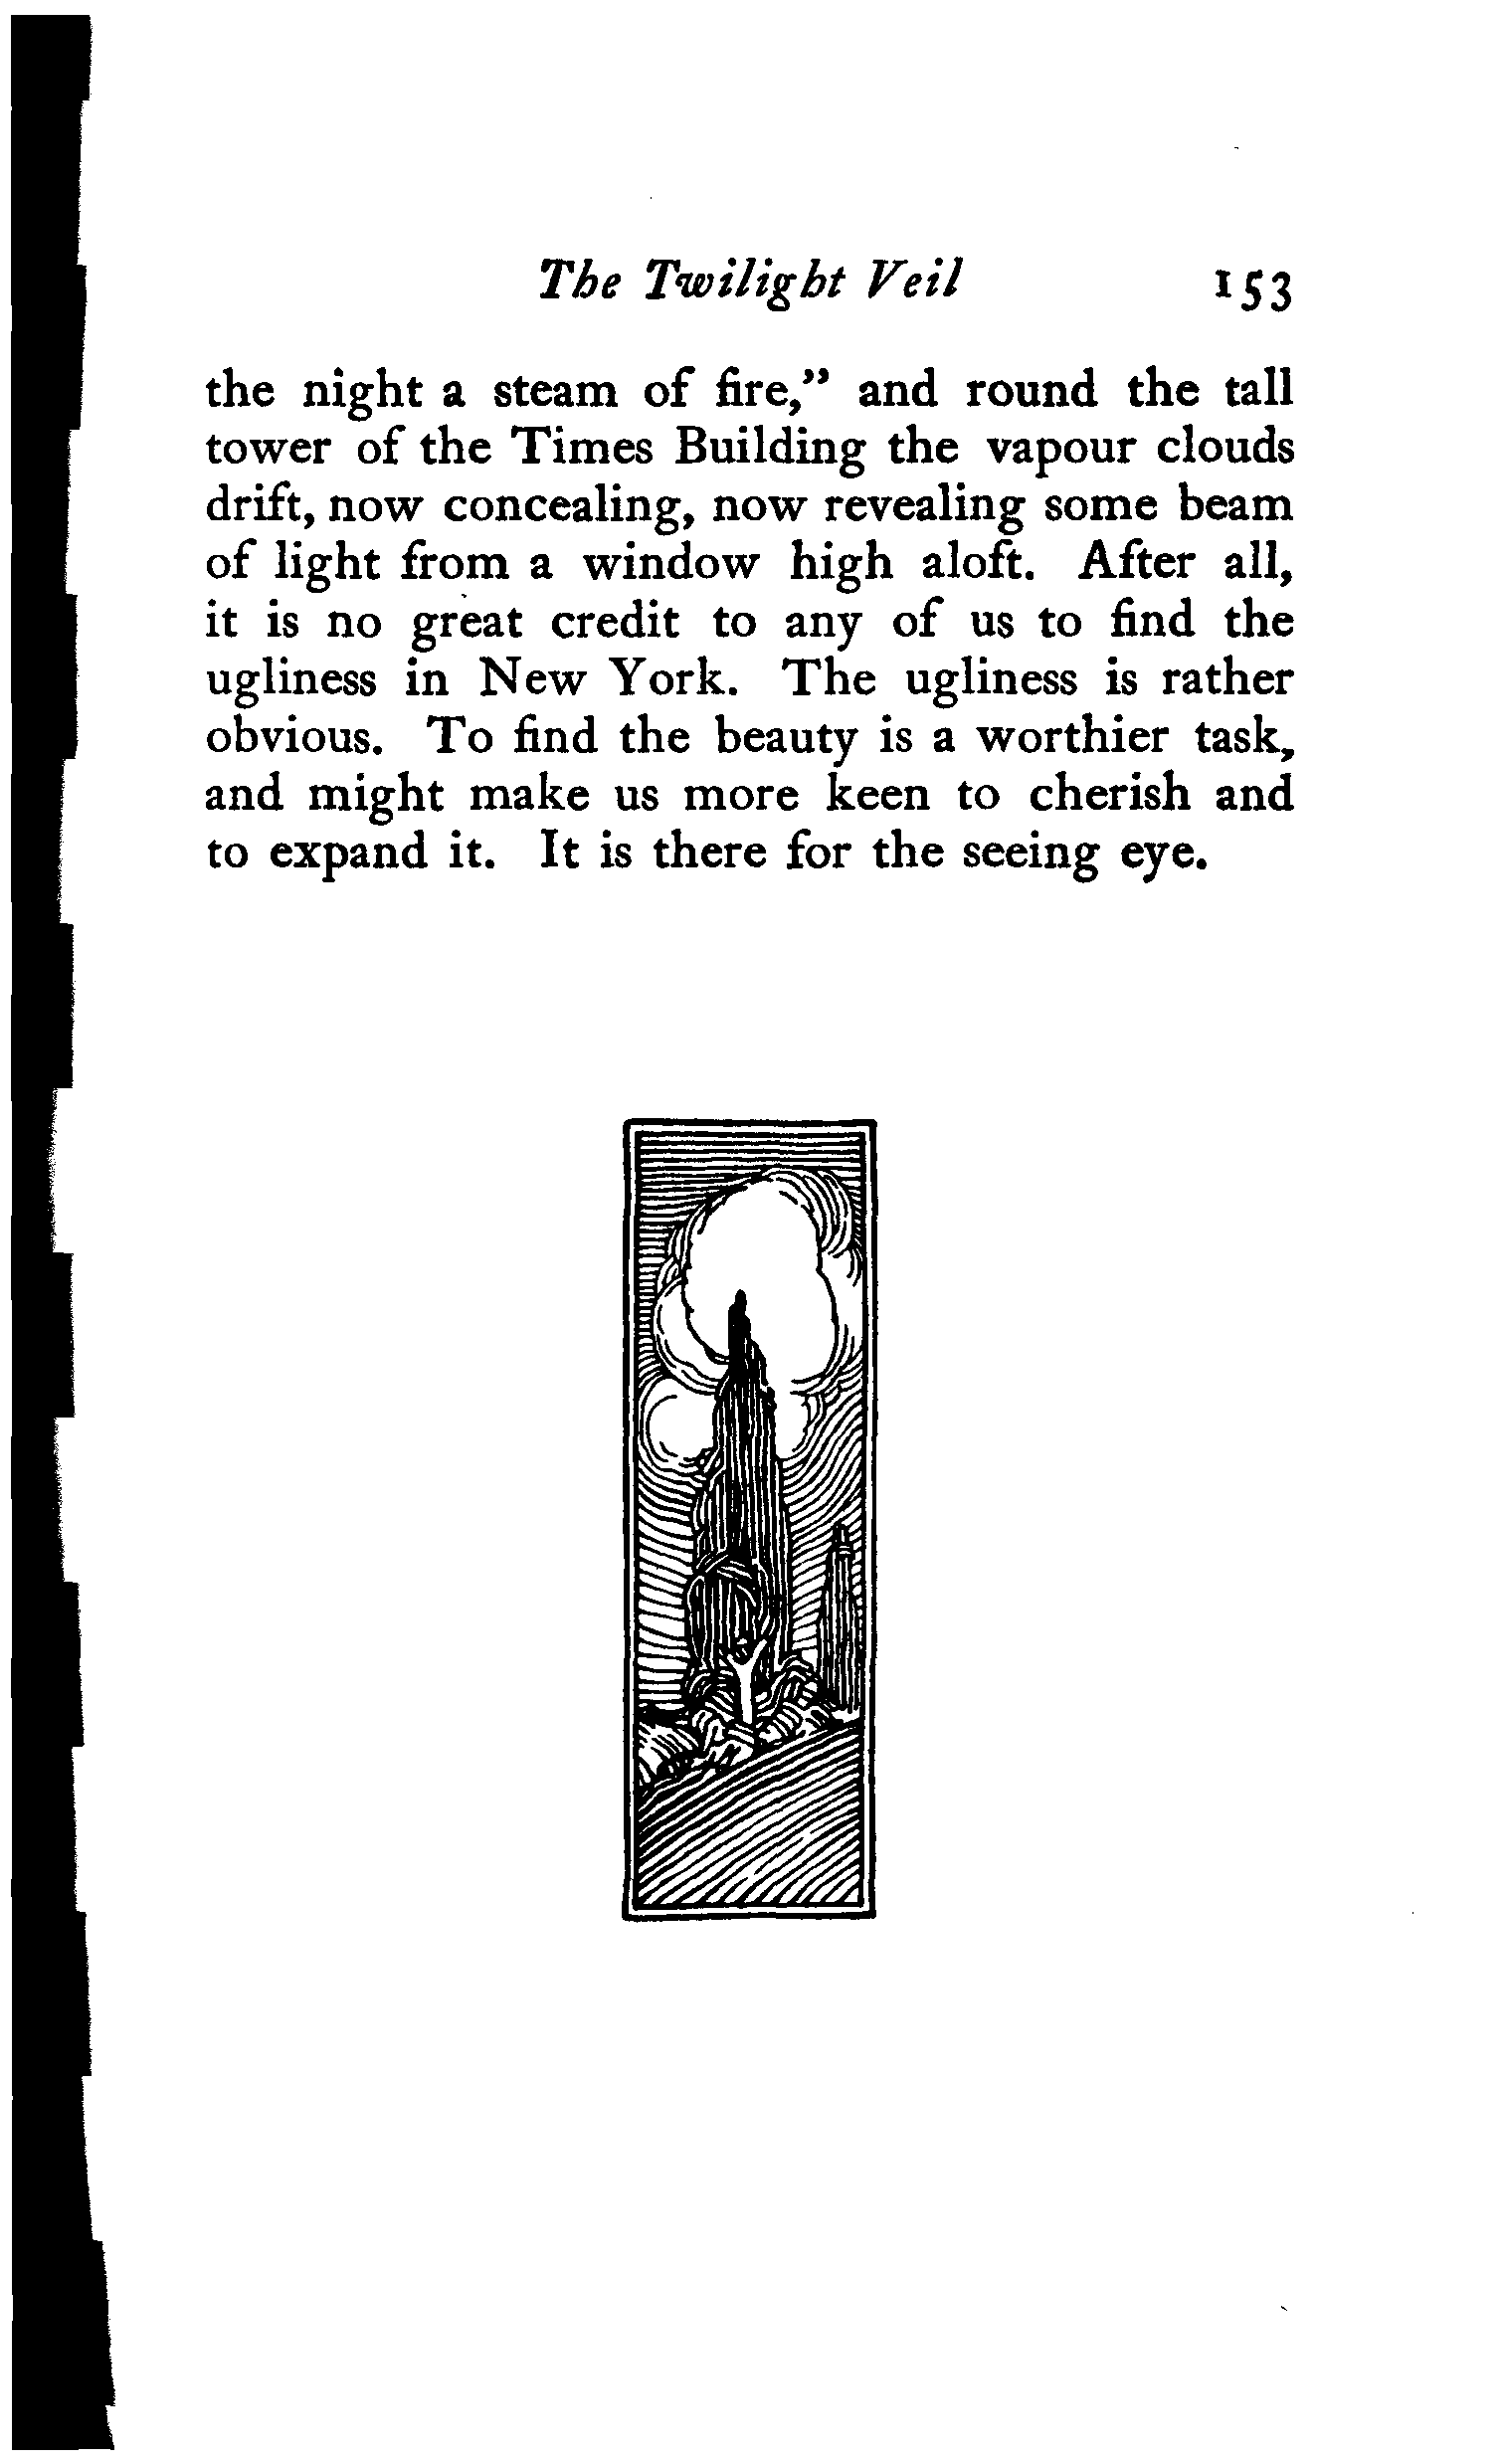 The Twilight Veil 153
the night a steam of fire,” and round the tall
tower of the Times Building the vapour clouds
drift, now concealing, now revealing some beam
of light from a window high aloft. After all,
it is no great credit to any of us to find the
ugliness in New York. The ugliness is rather
obvious. To find the beauty is a worthier task,
and might make us more keen to cherish and
to expand it. It is there for the seeing eye.